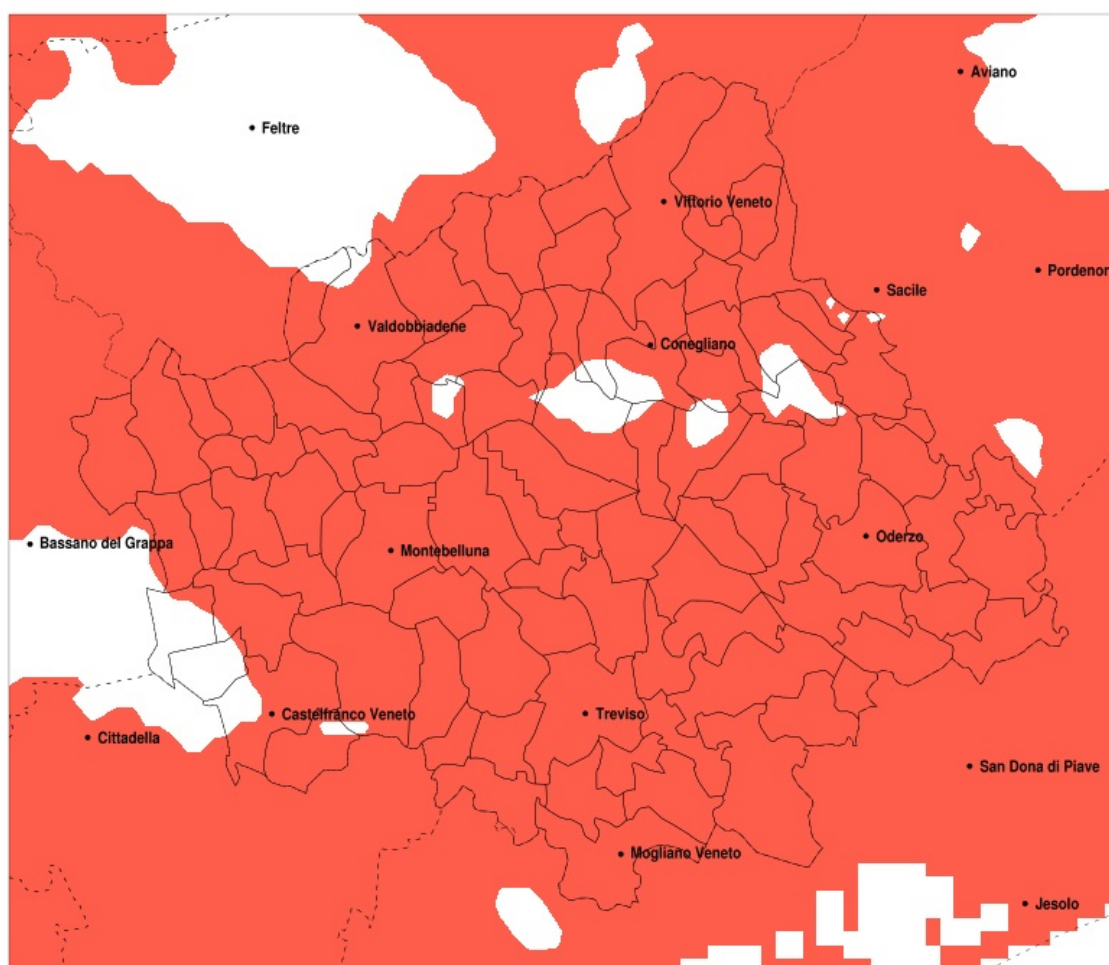 Aviano
Feltre
Vittorio Veneto
Pordenon
Sacile
Valdobbiadene
Conegliano
Oderzo
Bassano del Grappa
Montebelluna
Castelfranco Veneto
Treviso
Cittadella
San Dona di Piave
Mogliano Veneto
Jesolo